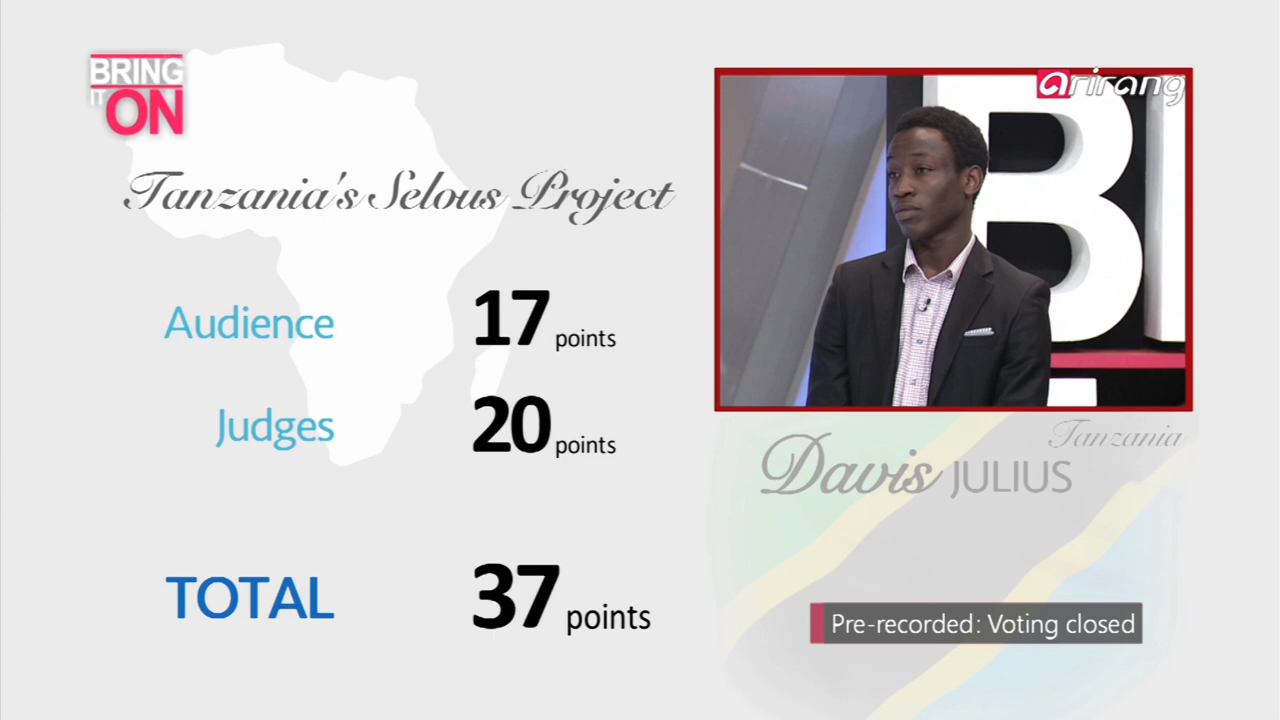 BRING
IT ON
arirang
Tanzania's Selous Project
Audience 17 points
Judges 20 points
TOTAL 37 points
Tanzania
Davis JULIUS
Pre-recorded: Voting closed